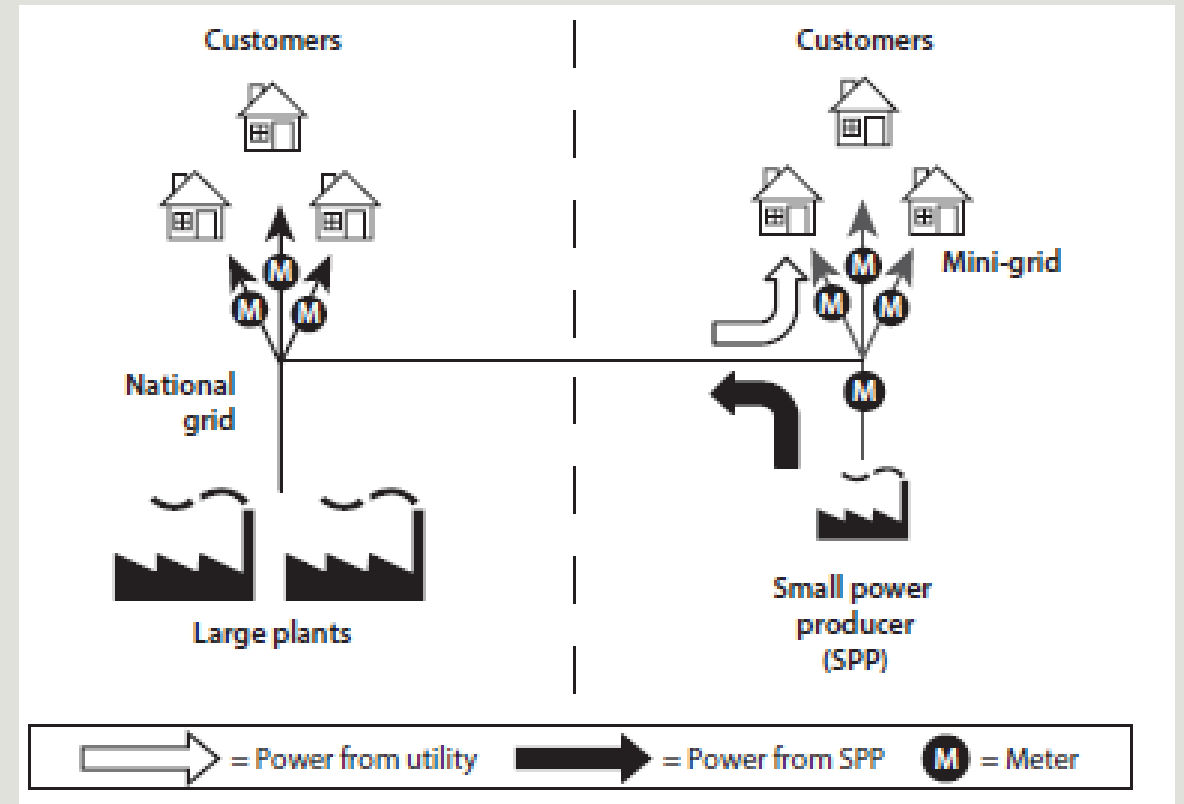 Customers
Customers
M
M
M
M
M
M
Mini-grid
National
grid
M
Large plants
Small power
producer
(SPP)
= Power from utility = Power from SPP M = Meter